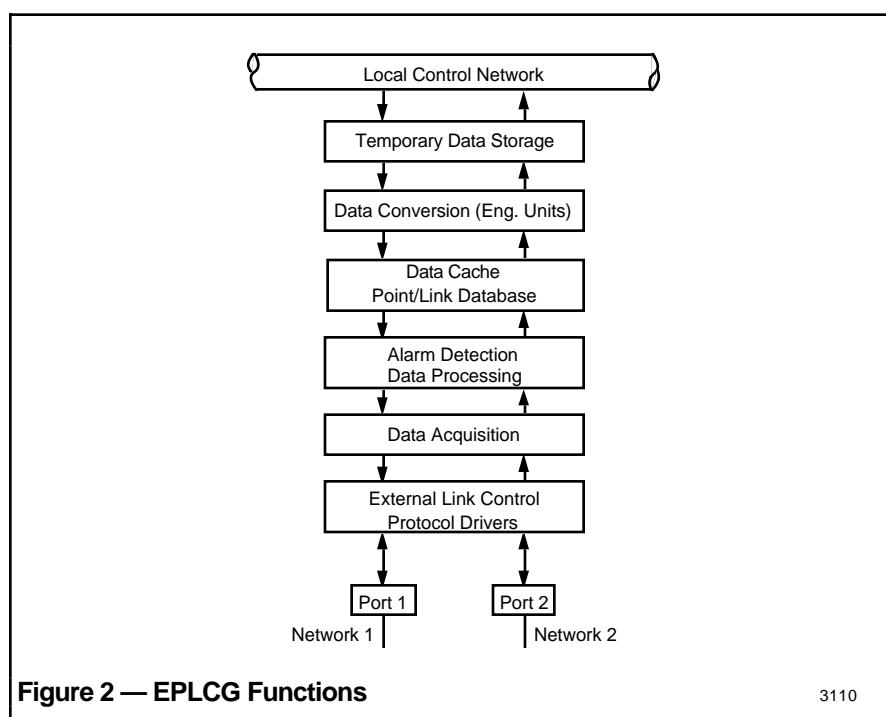 Local Control Network
Temporary Data Storage
Data Conversion (Eng. Units)
Data Cache
Point/Link Database
Alarm Detection
Data Processing
Data Acquisition
External Link Control
Protocol Drivers
Port 1
Port 2
Network 1
Network 2
Figure 2 — EPLCG Functions
3110